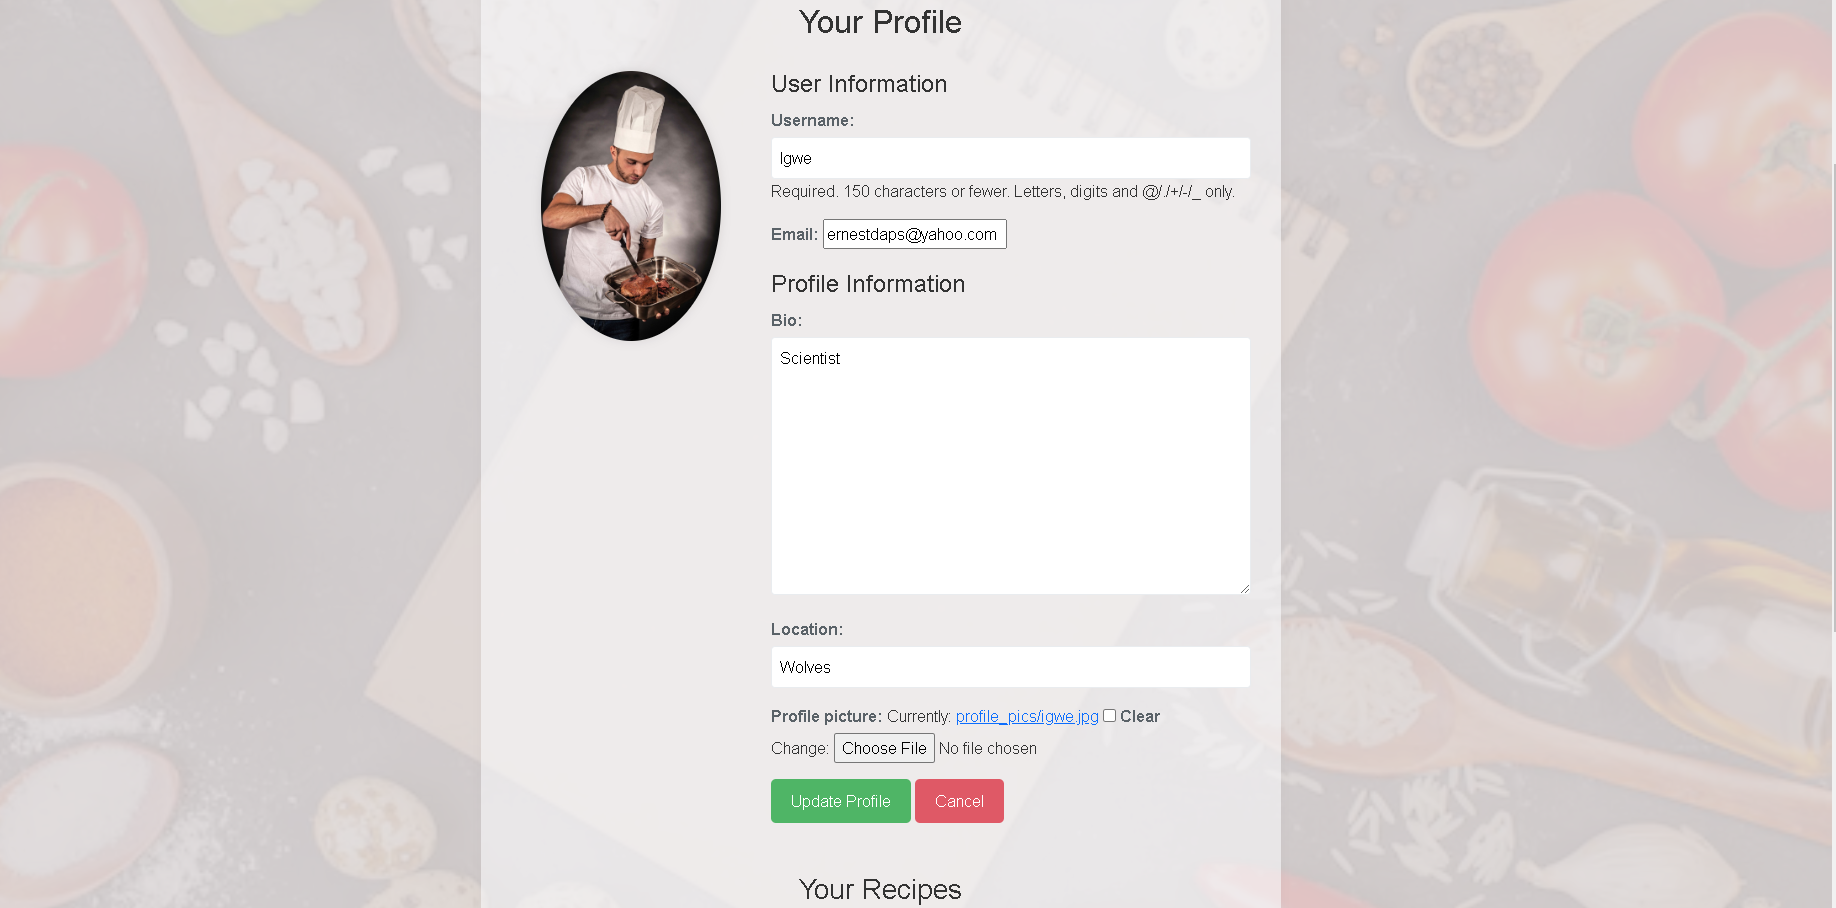 Your Profile
User Information
Username:
Igwe
Required. 150 characters or fewer. Letters, digits and @/./+/-/_ only.
Email: ernestdaps@yahoo.com
Profile Information
Bio:
Scientist
Location:
Wolves
Profile picture: Currently: profile_pics/igwe.jpg Clear
Change: Choose File No file chosen
Update Profile Cancel
Your Recipes